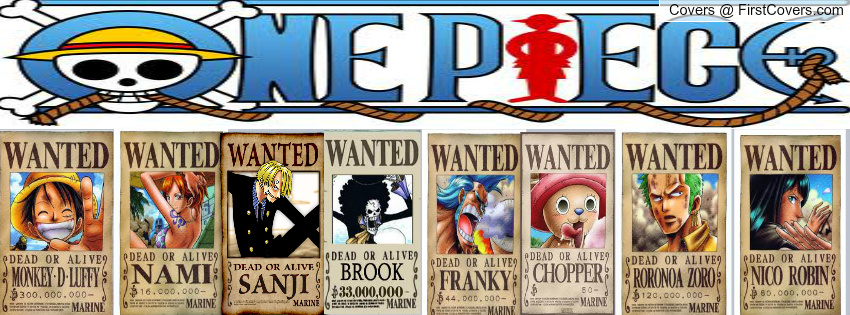 Covers @ FirstCovers.com
ONE PIECE
WANTED
DEAD OR ALIVE
MONKEY·D·LUFFY
300,000,000-
MARINE
WANTED
DEAD OR ALIVE
NAMI
16,000,000-
MARINE
WANTED
DEAD OR ALIVE
SANJI
MARINE
WANTED
DEAD OR ALIVE
BROOK
33,000,000-
MARINE
WANTED
DEAD OR ALIVE
FRANKY
44,000,000-
MARINE
WANTED
DEAD OR ALIVE
CHOPPER
50-
MARINE
WANTED
DEAD OR ALIVE
RORONOA ZORO
120,000,000-
MARINE
WANTED
DEAD OR ALIVE
NICO ROBIN
80,000,000-
MARINE